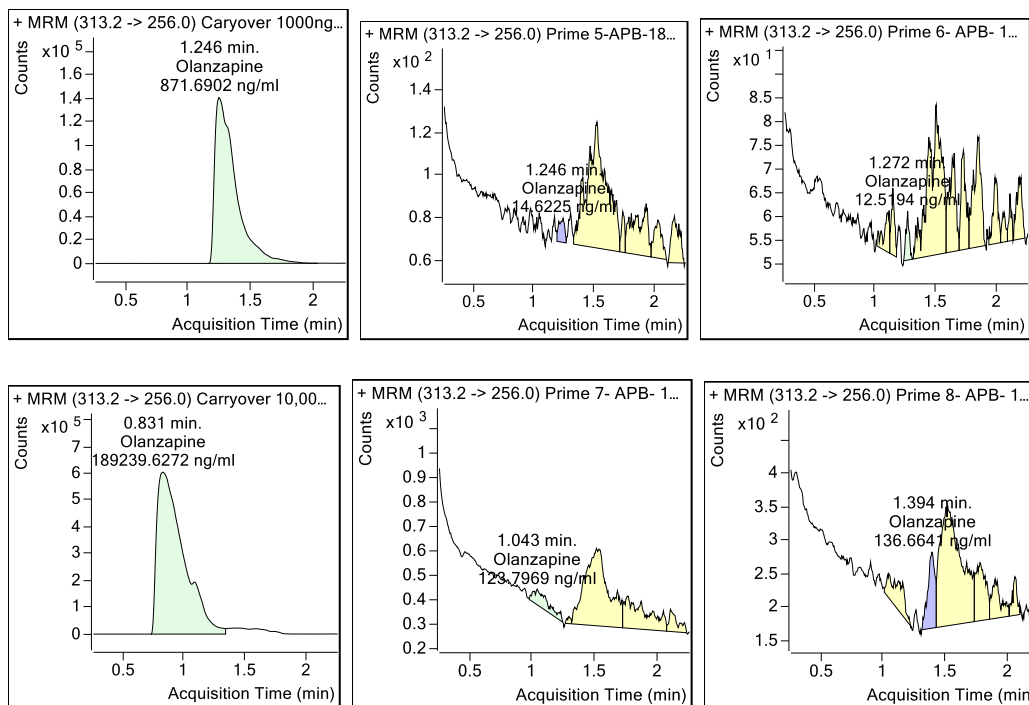 + MRM (313.2 -> 256.0) Caryover 1000ng...
Counts
x10 5
1.246 min.
Olanzapine
871.6902 ng/ml
1.6
1.4
1.2
1
0.8
0.6
0.4
0.2
0
0.5 1 1.5 2
Acquisition Time (min)
+ MRM (313.2 -> 256.0) Prime 5-APB-18...
Counts
x10 2
1.246 min.
Olanzapine
14.6225 ng/ml
1.4
1.2
1
0.8
0.6
0.5 1 1.5 2
Acquisition Time (min)
+ MRM (313.2 -> 256.0) Prime 6- APB- 1...
Counts
x10 1
1.272 min.
Olanzapine
12.5194 ng/ml
8.5
8
7.5
7
6.5
6
5.5
5
0.5 1 1.5 2
Acquisition Time (min)
+ MRM (313.2 -> 256.0) Carryover 10,00...
Counts
x10 5
0.831 min.
Olanzapine
189239.6272 ng/ml
7
6
5
4
3
2
1
0
0.5 1 1.5 2
Acquisition Time (min)
+ MRM (313.2 -> 256.0) Prime 7- APB- 1...
Counts
x10 3
1.043 min.
Olanzapine
123.7969 ng/ml
1
0.9
0.8
0.7
0.6
0.5
0.4
0.3
0.2
0.5 1 1.5 2
Acquisition Time (min)
+ MRM (313.2 -> 256.0) Prime 8- APB- 1...
Counts
x10 2
1.394 min.
Olanzapine
136.6641 ng/ml
4
3.5
3
2.5
2
1.5
0.5 1 1.5 2
Acquisition Time (min)